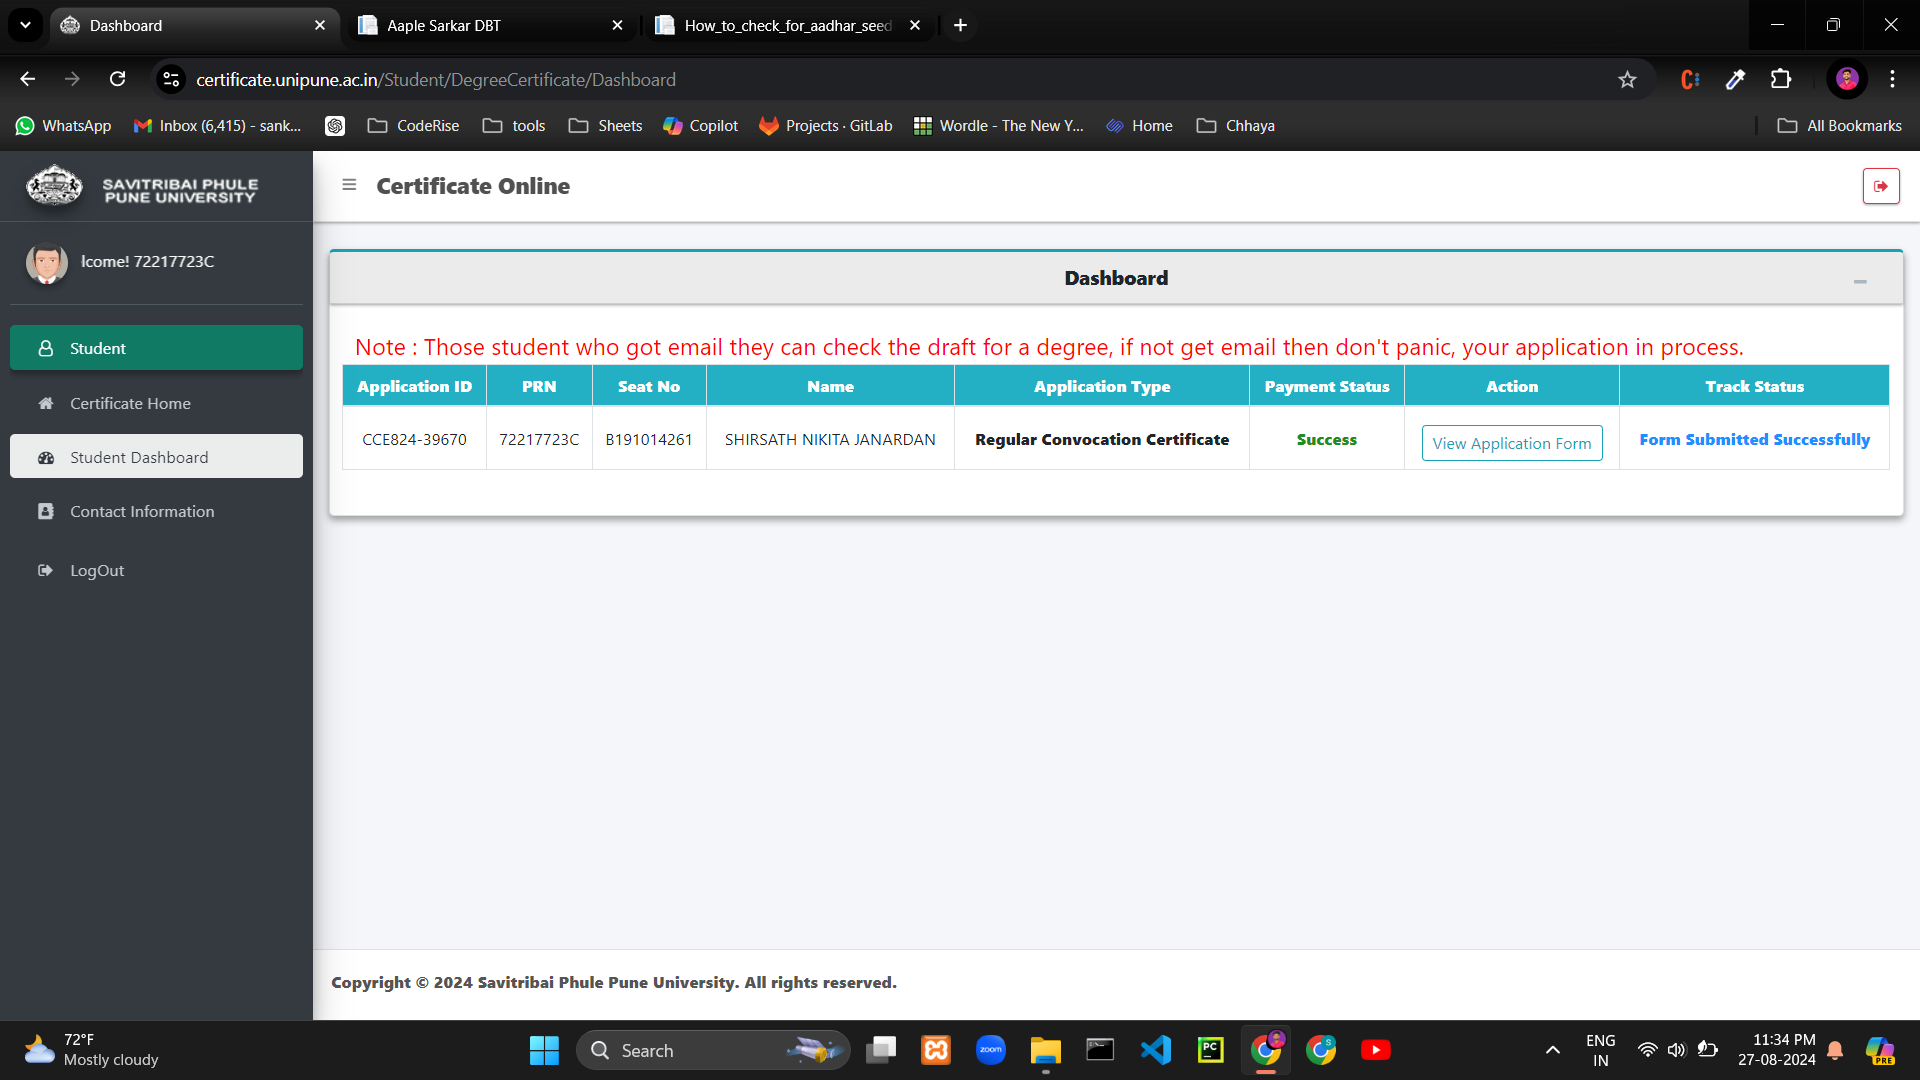 Dashboard
Aaple Sarkar DBT
How_to_check_for_aadhar_seed
certificate.unipune.ac.in/Student/DegreeCertificate/Dashboard
WhatsApp
Inbox (6,415) - sank...
CodeRise
tools
Sheets
Copilot
Projects · GitLab
Wordle - The New Y...
Home
Chhaya
All Bookmarks
SAVITRIBAI PHULE
PUNE UNIVERSITY
Certificate Online
lcome! 72217723C
Student
Certificate Home
Student Dashboard
Contact Information
LogOut
Dashboard
Note : Those student who got email they can check the draft for a degree, if not get email then don't panic, your application in process.
Application ID PRN Seat No Name Application Type Payment Status Action Track Status
CCE824-39670 72217723C B191014261 SHIRSATH NIKITA JANARDAN Regular Convocation Certificate Success View Application Form Form Submitted Successfully
Copyright © 2024 Savitribai Phule Pune University. All rights reserved.
72°F
Mostly cloudy
Search
zoom
PC
S
ENG
IN
11:34 PM
27-08-2024
PRE